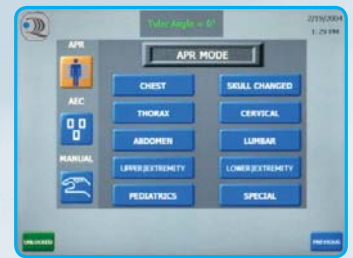 Tube Angle = 0°
2/19/2004
1:29 PM
APR
APR MODE
CHEST
SKULL CHANGED
AEC
THORAX
CERVICAL
ABDOMEN
LUMBAR
MANUAL
UPPER EXTREMITY
LOWER EXTREMITY
PEDIATRICS
SPECIAL
UNLOCKED
PREVIOUS